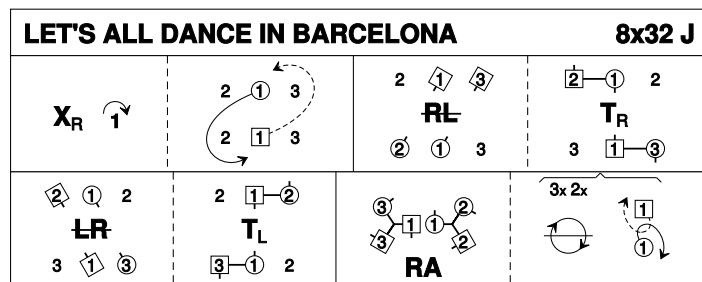 LET'S ALL DANCE IN BARCELONA 8x32 J
XR 1
2 1 3
2 1 3
2 1 3
RL
2 1 3
2 1 2
TR
3 1 3
2 1 2
LR
3 1 3
2 1 2
TL
3 1 2
3 2
1 1
3 2
RA
3x 2x
1
1